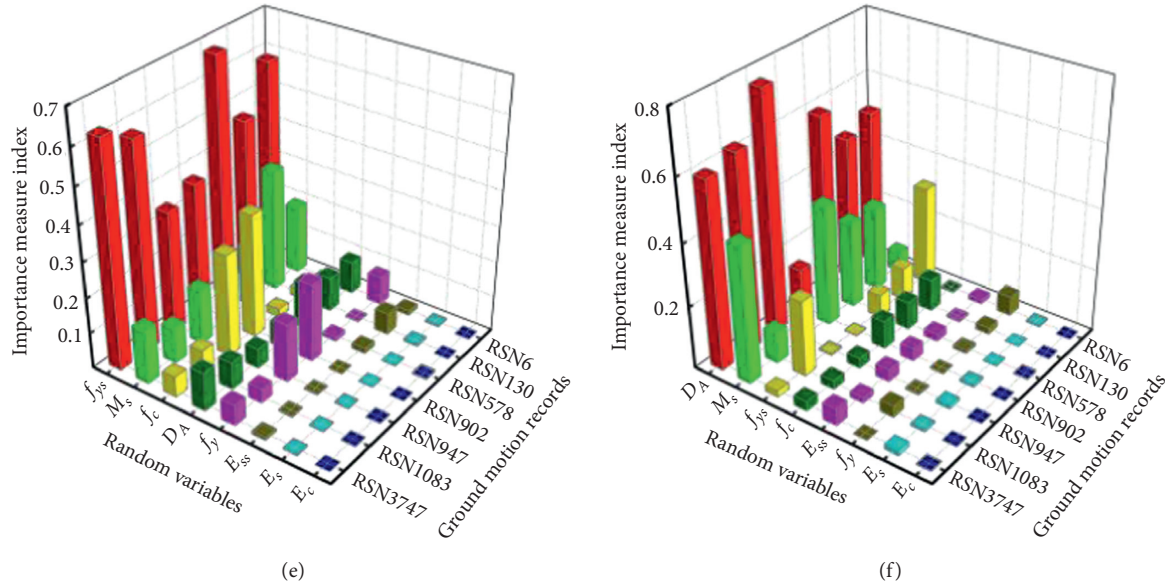 Importance measure index
0.7
0.6
0.5
0.4
0.3
0.2
0.1
f_ys
M_s
f_c
D_A
f_y
E_ss
E_s
E_c
Random variables
RSN6
RSN130
RSN578
RSN902
RSN947
RSN1083
RSN3747
Ground motion records
(e)
Importance measure index
0.8
0.6
0.4
0.2
D_A
M_s
f_ys
f_c
E_ss
f_y
E_s
E_c
Random variables
RSN6
RSN130
RSN578
RSN902
RSN947
RSN1083
RSN3747
Ground motion records
(f)